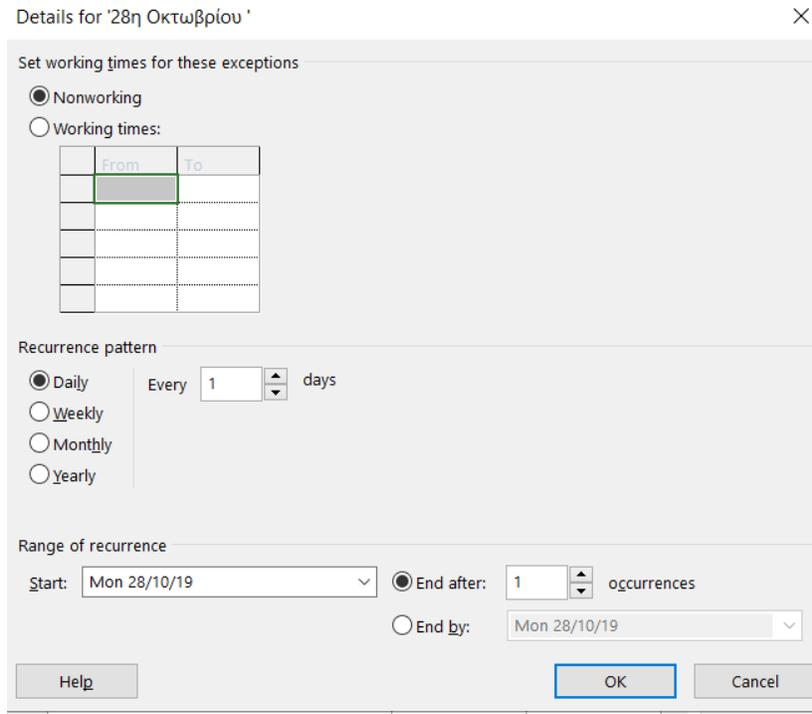 Details for '28η Οκτωβρίου '
Set working times for these exceptions
Nonworking
Working times:
From To
Recurrence pattern
Daily Every 1 days
Weekly
Monthly
Yearly
Range of recurrence
Start: Mon 28/10/19 End after: 1 occurrences
End by: Mon 28/10/19
Help OK Cancel